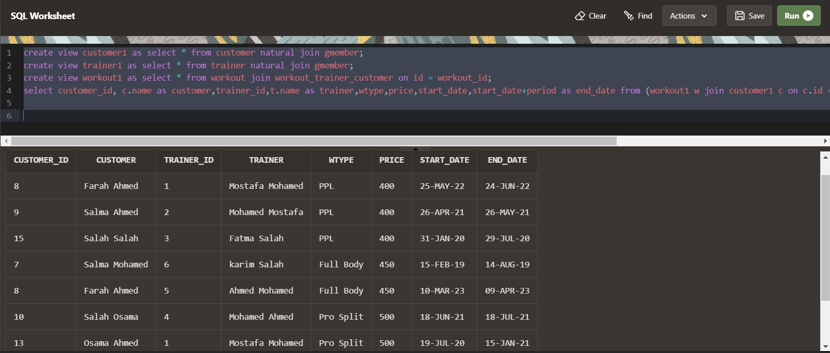 SQL Worksheet
Clear
Find
Actions
Save
Run
1 create view customer1 as select * from customer natural join gmember;
2 create view trainer1 as select * from trainer natural join gmember;
3 create view workout1 as select * from workout join workout_trainer_customer on id = workout_id;
4 select customer_id, c.name as customer,trainer_id,t.name as trainer,wtype,price,start_date,start_date+period as end_date from (workout1 w join customer1 c on c.id =
5
6
CUSTOMER_ID CUSTOMER TRAINER_ID TRAINER WTYPE PRICE START_DATE END_DATE
8 Farah Ahmed 1 Mostafa Mohamed PPL 400 25-MAY-22 24-JUN-22
9 Salma Ahmed 2 Mohamed Mostafa PPL 400 26-APR-21 26-MAY-21
15 Salah Salah 3 Fatma Salah PPL 400 31-JAN-20 29-JUL-20
7 Salma Mohamed 6 karim Salah Full Body 450 15-FEB-19 14-AUG-19
8 Farah Ahmed 5 Ahmed Mohamed Full Body 450 10-MAR-23 09-APR-23
10 Salah Osama 4 Mohamed Ahmed Pro Split 500 18-JUN-21 18-JUL-21
13 Osama Ahmed 1 Mostafa Mohamed Pro Split 500 19-JUL-20 15-JAN-21